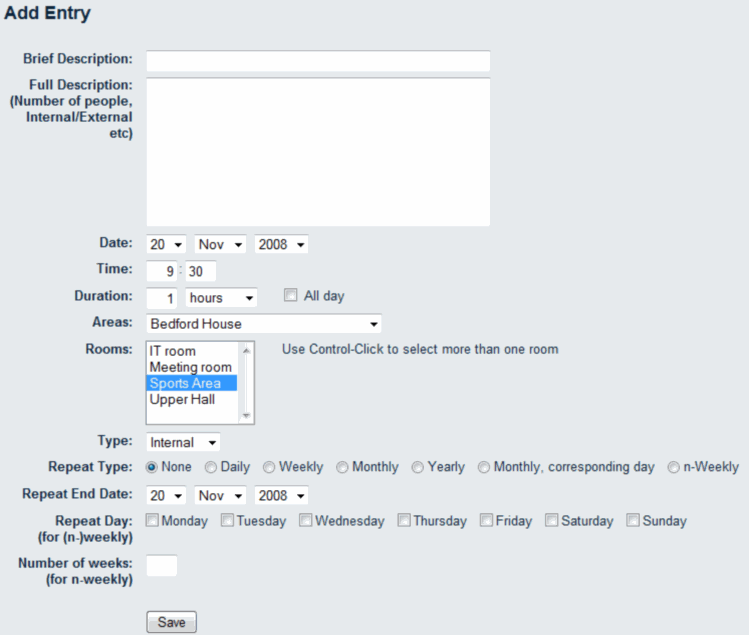 Add Entry
Brief Description:
Full Description:
(Number of people,
Internal/External
etc)
Date: 20 Nov 2008
Time: 9 : 30
Duration: 1 hours All day
Areas: Bedford House
Rooms: IT room Use Control-Click to select more than one room
Meeting room
Sports Area
Upper Hall
Type: Internal
Repeat Type: None Daily Weekly Monthly Yearly Monthly, corresponding day n-Weekly
Repeat End Date: 20 Nov 2008
Repeat Day: Monday Tuesday Wednesday Thursday Friday Saturday Sunday
(for (n-)weekly)
Number of weeks:
(for n-weekly)
Save